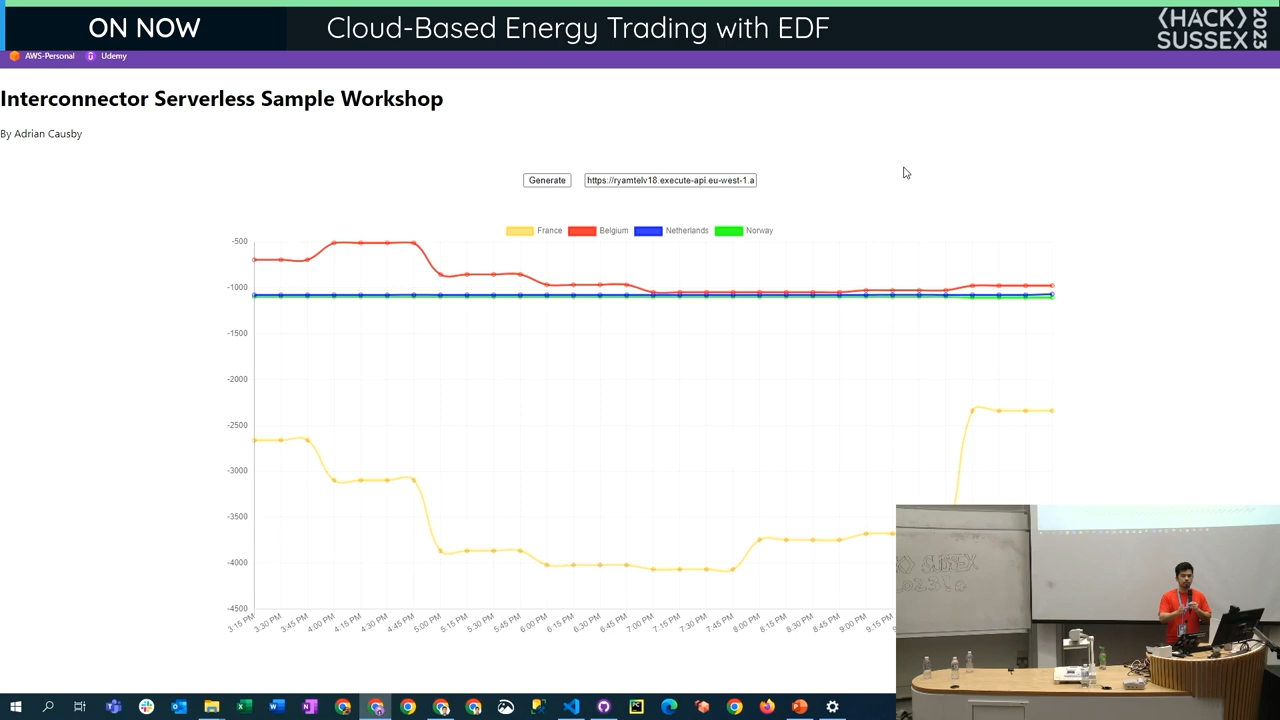 ON NOW
Cloud-Based Energy Trading with EDF
⟨HACK⟩
SUSSEX
2023
AWS-Personal
Udemy
Interconnector Serverless Sample Workshop
By Adrian Causby
Generate
https://ryamtelv18.execute-api.eu-west-1.a
France
Belgium
Netherlands
Norway
-500
-1000
-1500
-2000
-2500
-3000
-3500
-4000
-4500
3:15 PM
3:30 PM
3:45 PM
4:00 PM
4:15 PM
4:30 PM
4:45 PM
5:00 PM
5:15 PM
5:30 PM
5:45 PM
6:00 PM
6:15 PM
6:30 PM
6:45 PM
7:00 PM
7:15 PM
7:30 PM
7:45 PM
8:00 PM
8:15 PM
8:30 PM
8:45 PM
9:00 PM
9:15 PM
SUSSEX